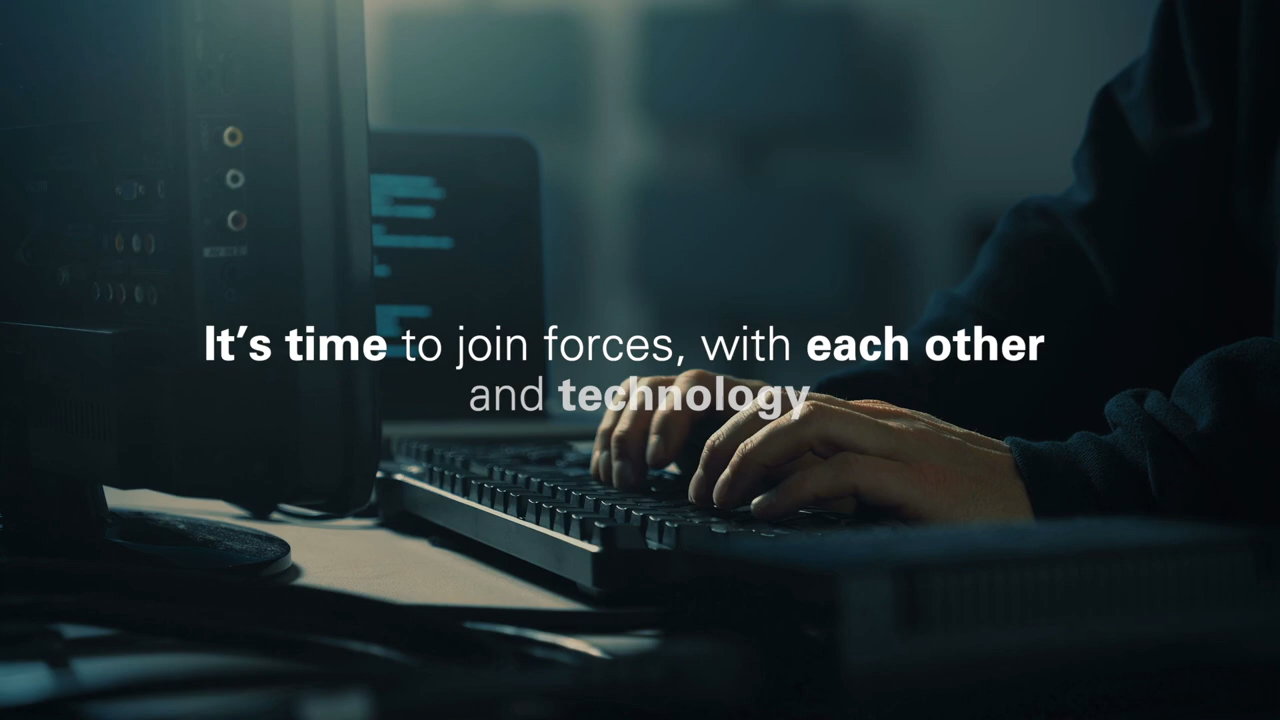 It’s time to join forces, with each other
and technology